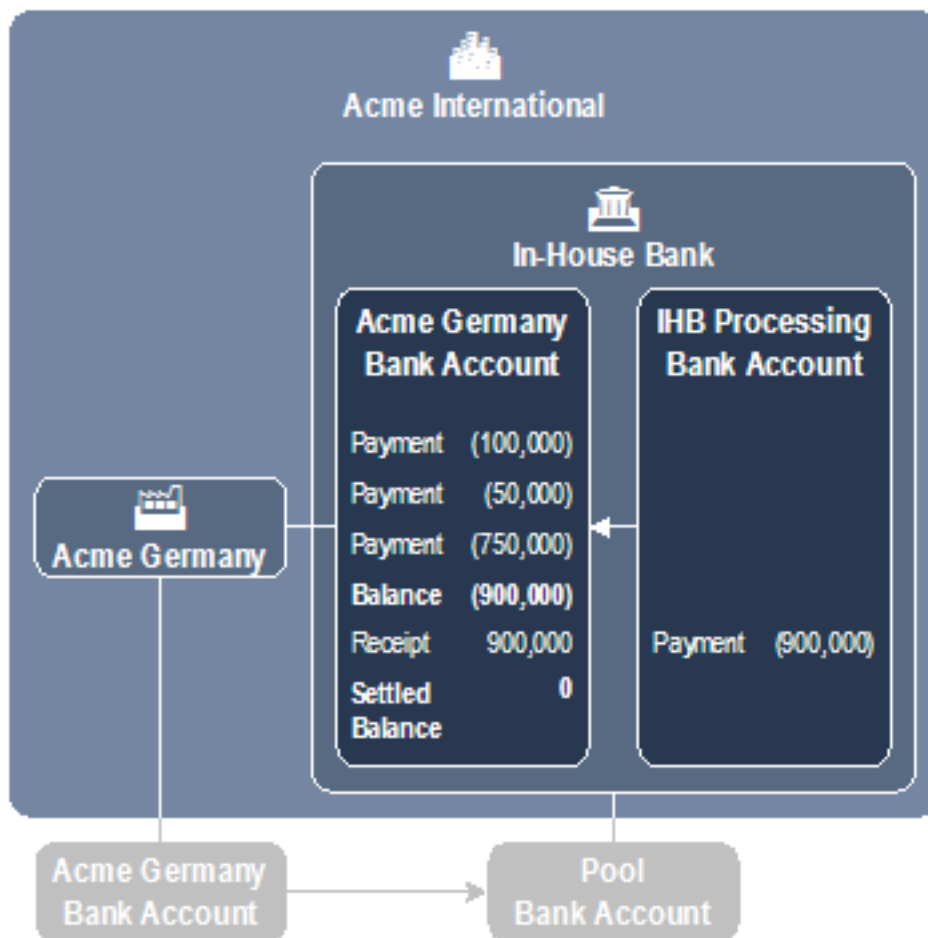 Acme International
In-House Bank
Acme Germany
Bank Account
Payment (100,000)
Payment (50,000)
Payment (750,000)
Balance (900,000)
Receipt 900,000
Settled 0
Balance
IHB Processing
Bank Account
Payment (900,000)
Acme Germany
Acme Germany
Bank Account
Pool
Bank Account